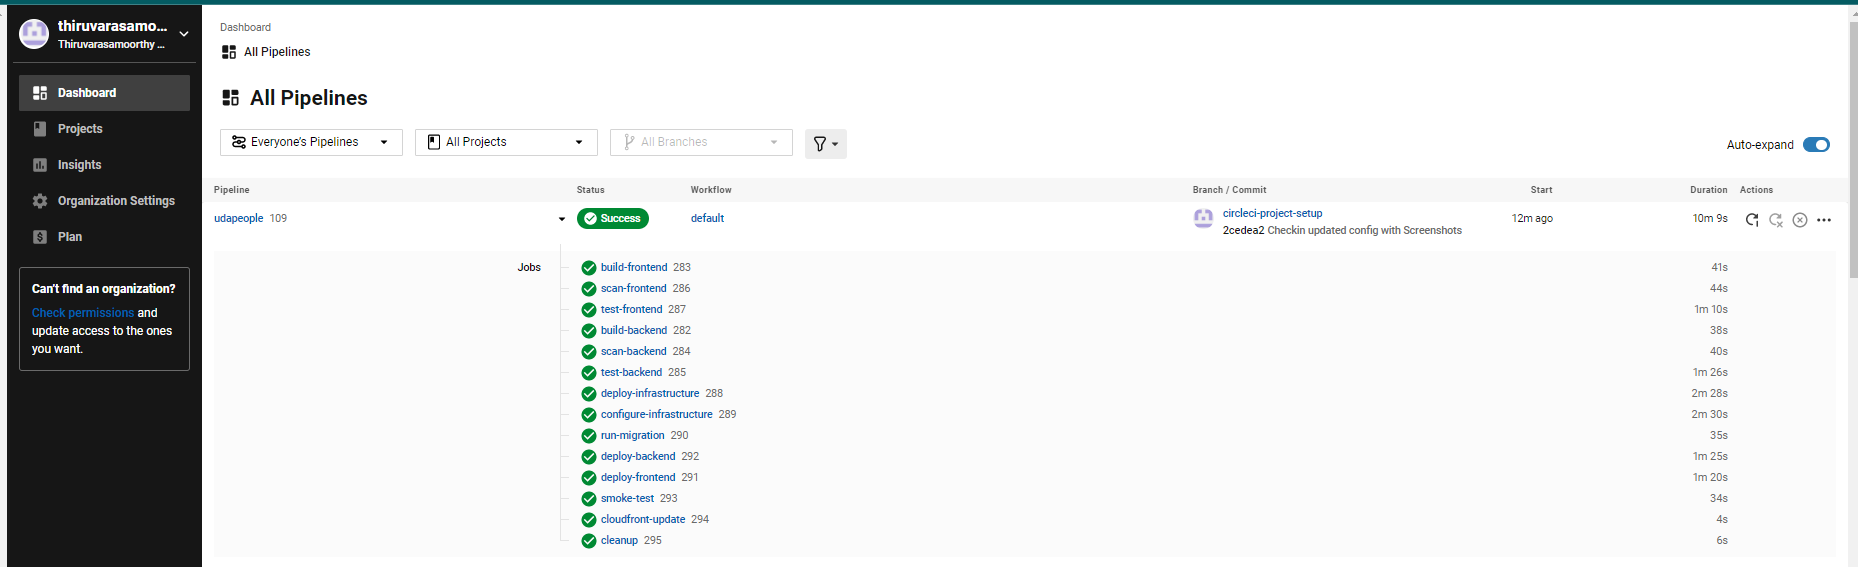 thiruvarasamo...
Thiruvarasamoorthy ...
Dashboard
Projects
Insights
Organization Settings
Plan
Can't find an organization?
Check permissions and
update access to the ones
you want.
Dashboard
All Pipelines
All Pipelines
Everyone's Pipelines All Projects All Branches
Auto-expand
Pipeline Status Workflow Branch / Commit Start Duration Actions
udapeople 109 Success default circleci-project-setup 12m ago 10m 9s
2cedea2 Checkin updated config with Screenshots
Jobs build-frontend 283 41s
scan-frontend 286 44s
test-frontend 287 1m 10s
build-backend 282 38s
scan-backend 284 40s
test-backend 285 1m 26s
deploy-infrastructure 288 2m 28s
configure-infrastructure 289 2m 30s
run-migration 290 35s
deploy-backend 292 1m 25s
deploy-frontend 291 1m 20s
smoke-test 293 34s
cloudfront-update 294 4s
cleanup 295 6s